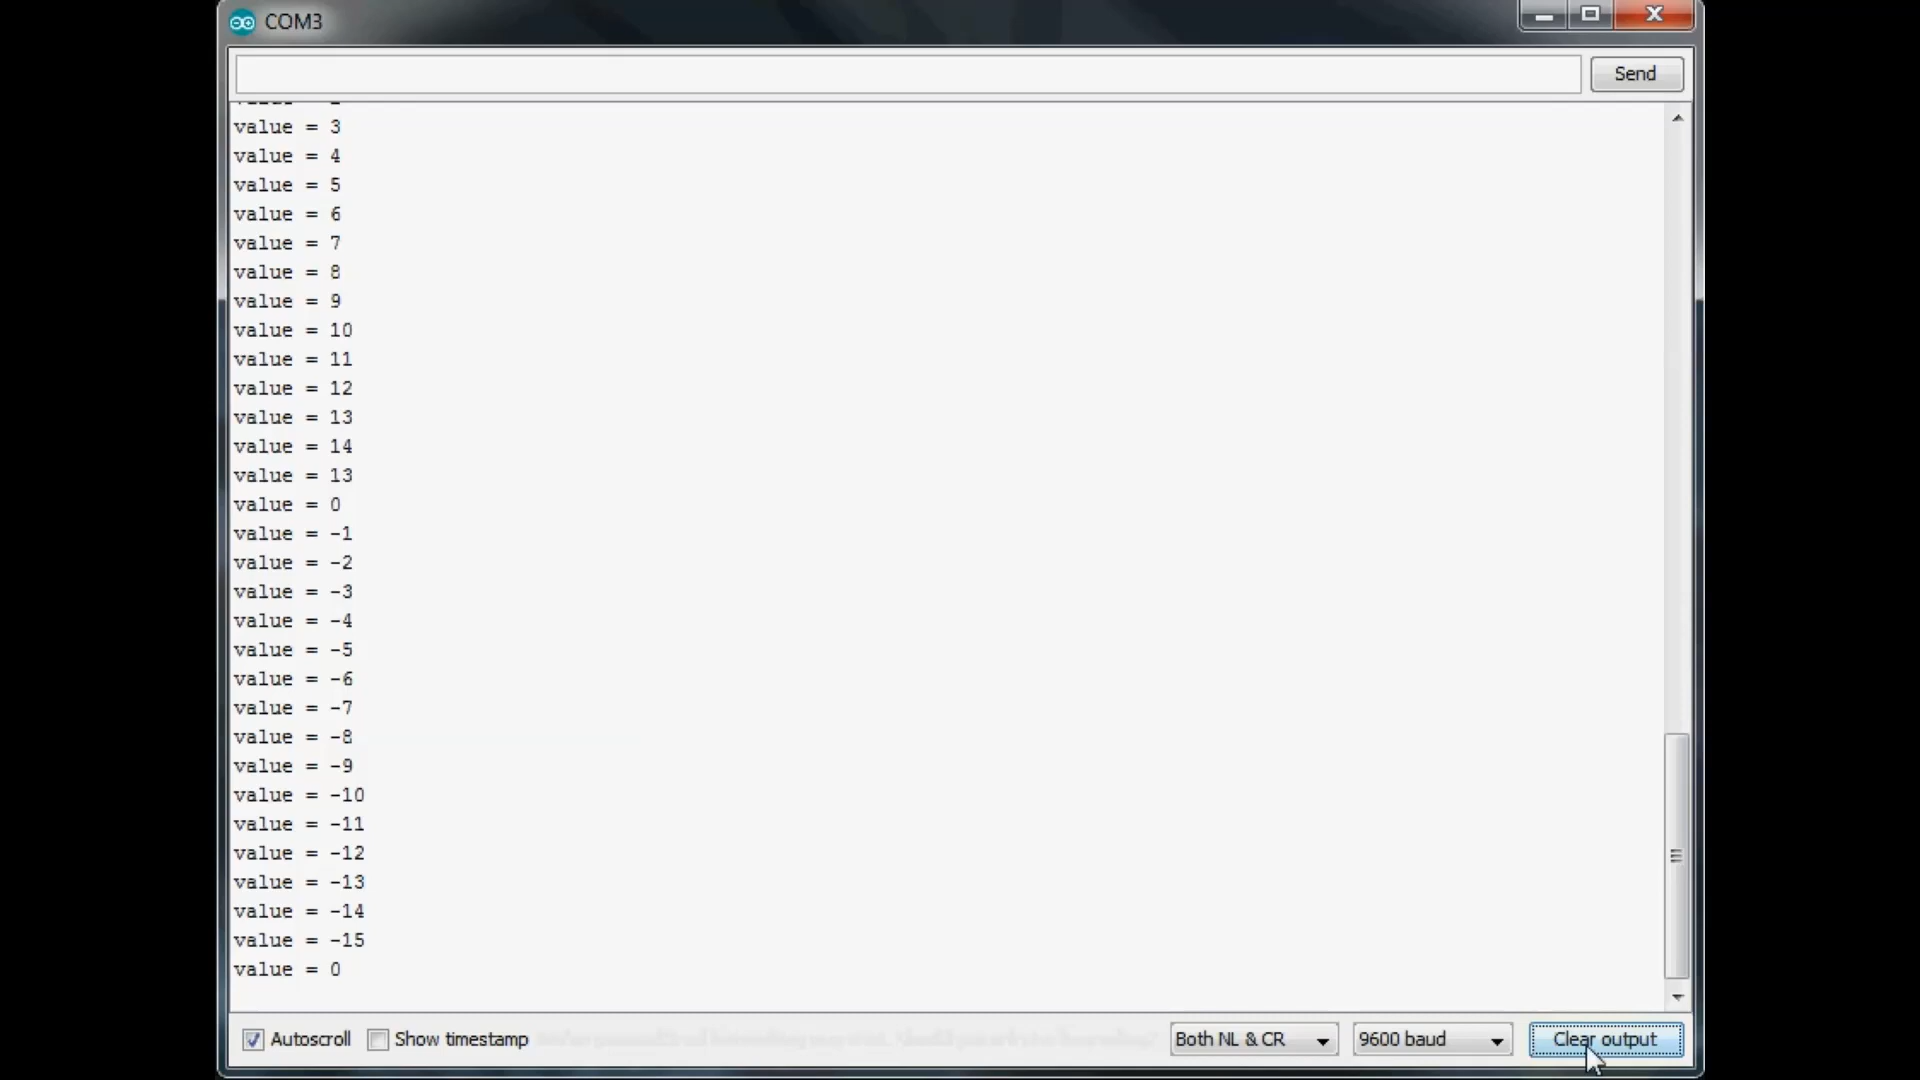 COM3
Send
value = 3
value = 4
value = 5
value = 6
value = 7
value = 8
value = 9
value = 10
value = 11
value = 12
value = 13
value = 14
value = 13
value = 0
value = -1
value = -2
value = -3
value = -4
value = -5
value = -6
value = -7
value = -8
value = -9
value = -10
value = -11
value = -12
value = -13
value = -14
value = -15
value = 0
Autoscroll Show timestamp Both NL & CR 9600 baud Clear output